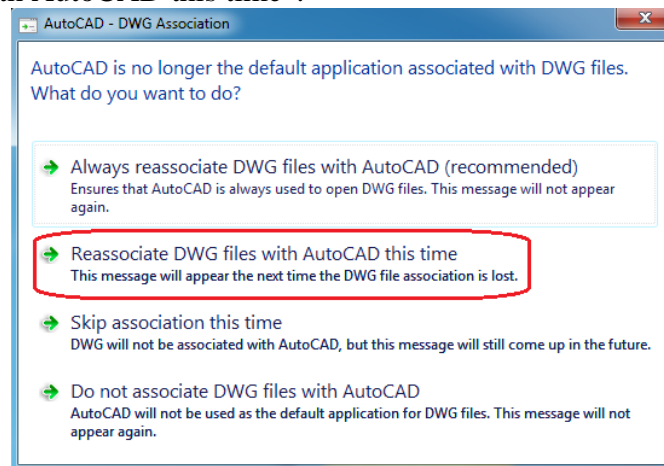 AutoCAD this time
AutoCAD - DWG Association
AutoCAD is no longer the default application associated with DWG files.
What do you want to do?
Always reassociate DWG files with AutoCAD (recommended)
Ensures that AutoCAD is always used to open DWG files. This message will not appear
again.
Reassociate DWG files with AutoCAD this time
This message will appear the next time the DWG file association is lost.
Skip association this time
DWG will not be associated with AutoCAD, but this message will still come up in the future.
Do not associate DWG files with AutoCAD
AutoCAD will not be used as the default application for DWG files. This message will not
appear again.